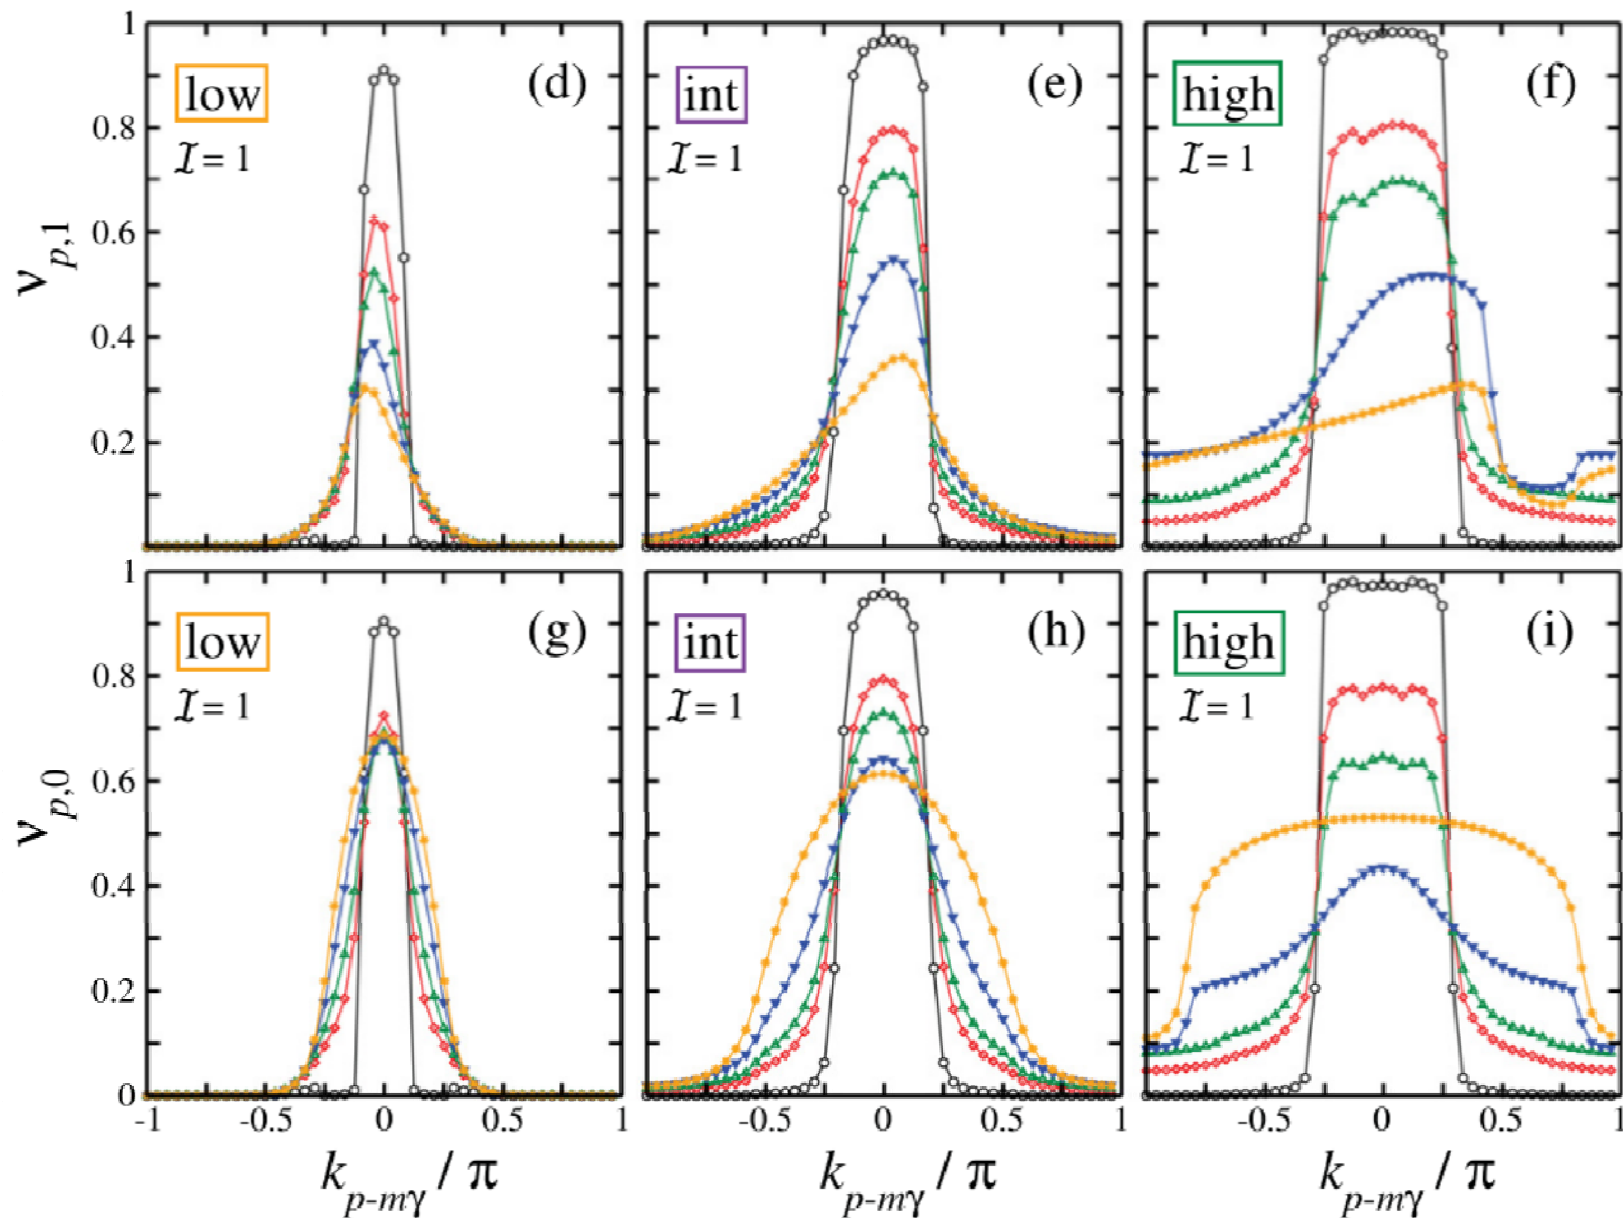 1
0.8
0.6
0.4
0.2
ν_{p,1}
low
(d)
𝓘 = 1
int
(e)
𝓘 = 1
high
(f)
𝓘 = 1
1
0.8
0.6
0.4
0.2
0
ν_{p,0}
low
(g)
𝓘 = 1
int
(h)
𝓘 = 1
high
(i)
𝓘 = 1
-1 -0.5 0 0.5 1
-0.5 0 0.5 1
-0.5 0 0.5 1
k_{p-mγ} / π
k_{p-mγ} / π
k_{p-mγ} / π